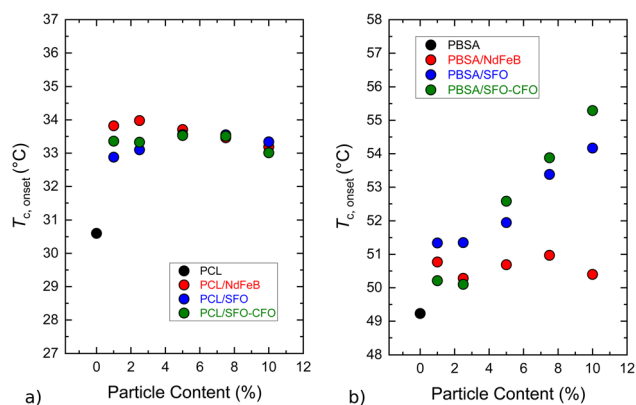 37
36
35
34
33
32
31
30
29
28
27
T c, onset (°C)
PCL
PCL/NdFeB
PCL/SFO
PCL/SFO-CFO
0 2 4 6 8 10 12
Particle Content (%)
a)
58
57
56
55
54
53
52
51
50
49
48
T c, onset (°C)
PBSA
PBSA/NdFeB
PBSA/SFO
PBSA/SFO-CFO
0 2 4 6 8 10 12
Particle Content (%)
b)